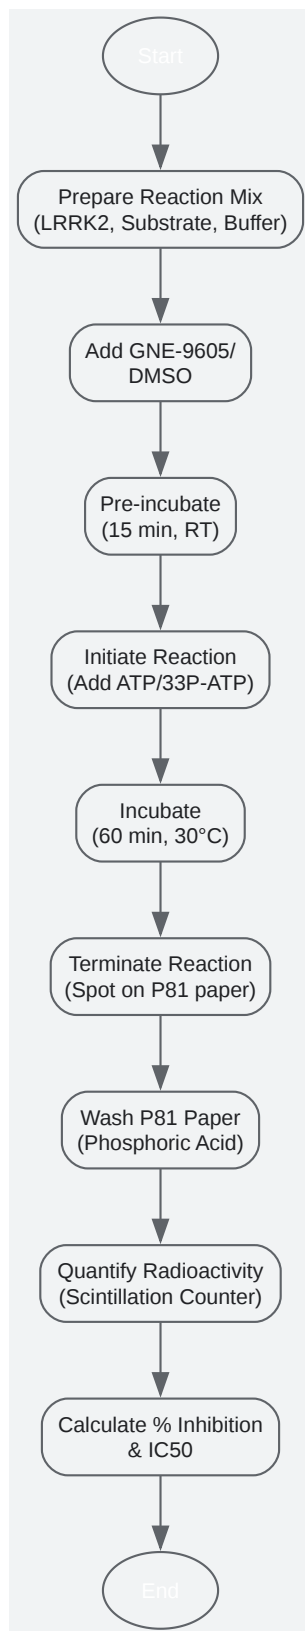 Start
Prepare Reaction Mix
(LRRK2, Substrate, Buffer)
Add GNE-9605/
DMSO
Pre-incubate
(15 min, RT)
Initiate Reaction
(Add ATP/33P-ATP)
Incubate
(60 min, 30°C)
Terminate Reaction
(Spot on P81 paper)
Wash P81 Paper
(Phosphoric Acid)
Quantify Radioactivity
(Scintillation Counter)
Calculate % Inhibition
& IC50
End